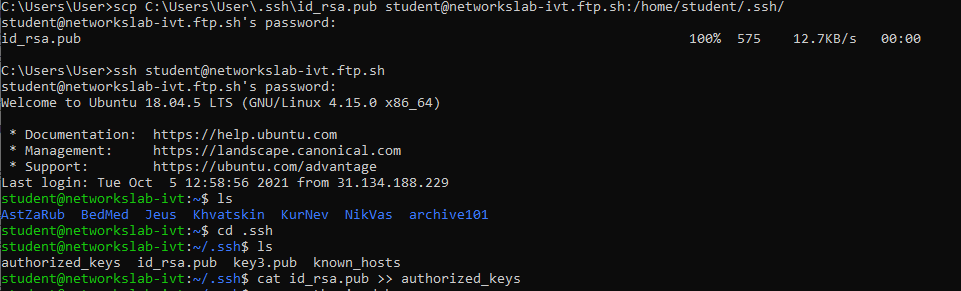 C:\Users\User>scp C:\Users\User\.ssh\id_rsa.pub student@networkslab-ivt.ftp.sh:/home/student/.ssh/
student@networkslab-ivt.ftp.sh's password:
id_rsa.pub 100% 575 12.7KB/s 00:00
C:\Users\User>ssh student@networkslab-ivt.ftp.sh
student@networkslab-ivt.ftp.sh's password:
Welcome to Ubuntu 18.04.5 LTS (GNU/Linux 4.15.0 x86_64)
* Documentation: https://help.ubuntu.com
* Management: https://landscape.canonical.com
* Support: https://ubuntu.com/advantage
Last login: Tue Oct 5 12:58:56 2021 from 31.134.188.229
student@networkslab-ivt:~$ ls
AstZaRub BedMed Jeus Khvatskin KurNev NikVas archive101
student@networkslab-ivt:~$ cd .ssh
student@networkslab-ivt:~/.ssh$ ls
authorized_keys id_rsa.pub key3.pub known_hosts
student@networkslab-ivt:~/.ssh$ cat id_rsa.pub >> authorized_keys